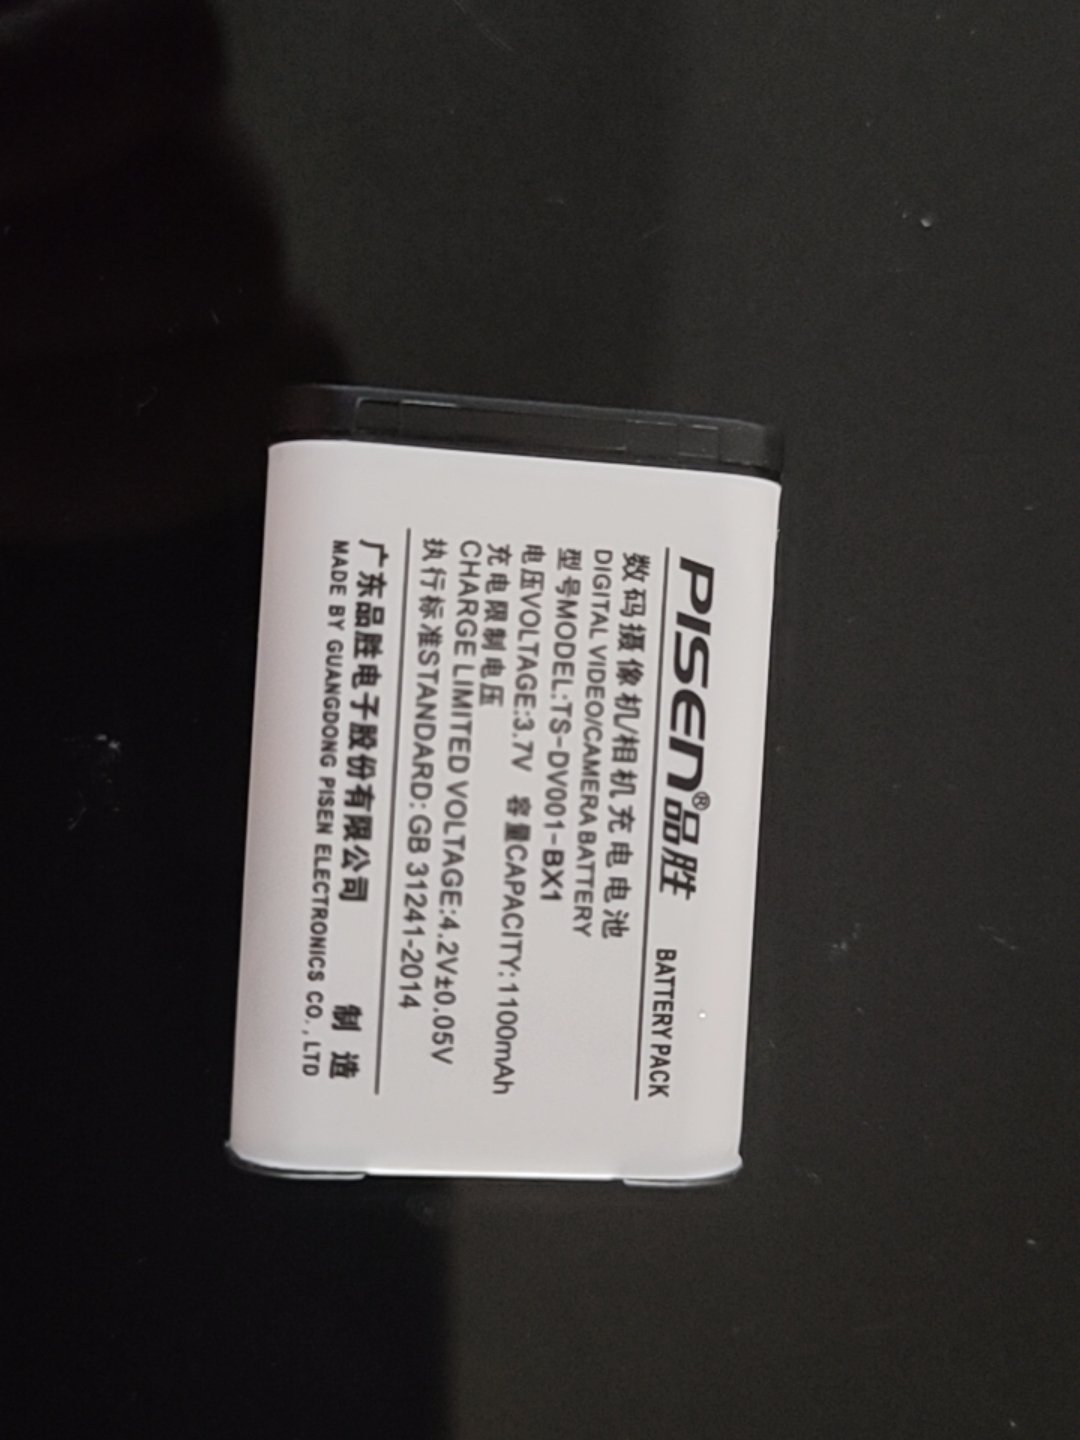 PISEN®品胜 BATTERY PACK
数码摄像机/相机充电电池
DIGITAL VIDEO/CAMERA BATTERY
型号MODEL:TS-DV001-BX1
电压VOLTAGE:3.7V 容量CAPACITY:1100mAh
充电限制电压
CHARGE LIMITED VOLTAGE:4.2V±0.05V
执行标准STANDARD:GB 31241-2014
广东品胜电子股份有限公司 制造
MADE BY GUANGDONG PISEN ELECTRONICS CO.,LTD